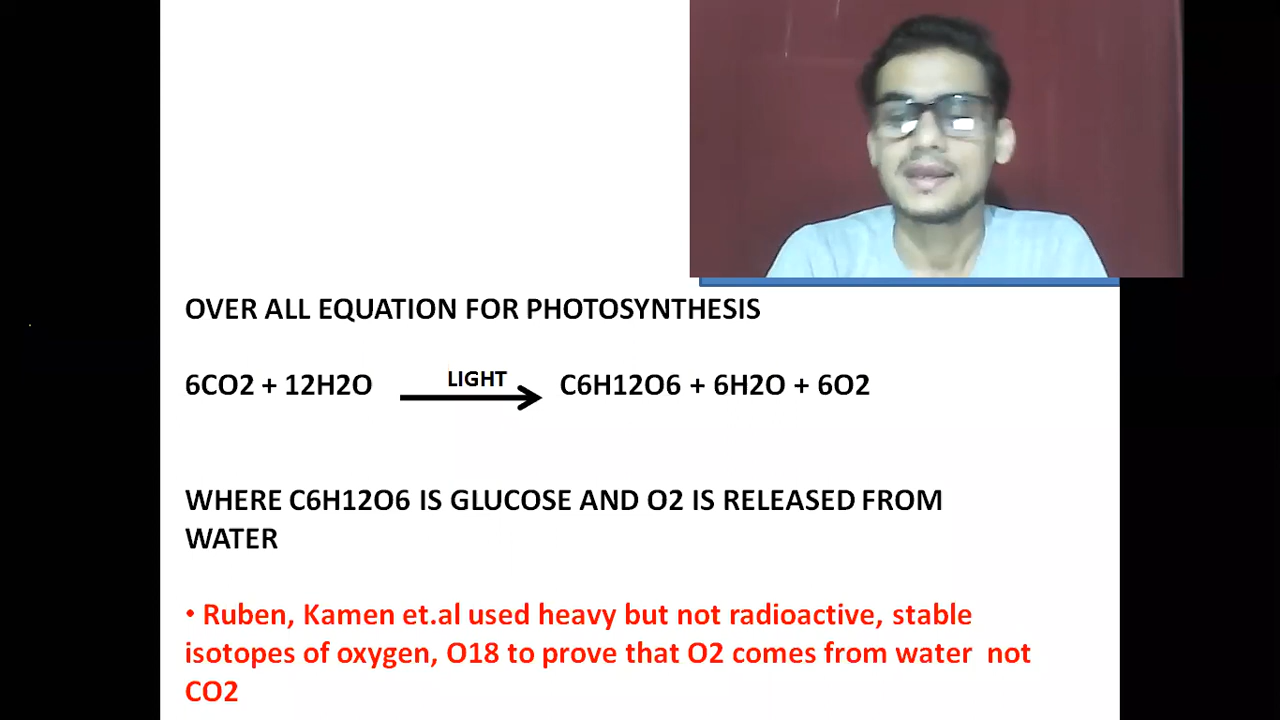 OVER ALL EQUATION FOR PHOTOSYNTHESIS
6CO2 + 12H2O LIGHT C6H12O6 + 6H2O + 6O2
WHERE C6H12O6 IS GLUCOSE AND O2 IS RELEASED FROM
WATER
• Ruben, Kamen et.al used heavy but not radioactive, stable
isotopes of oxygen, O18 to prove that O2 comes from water not
CO2